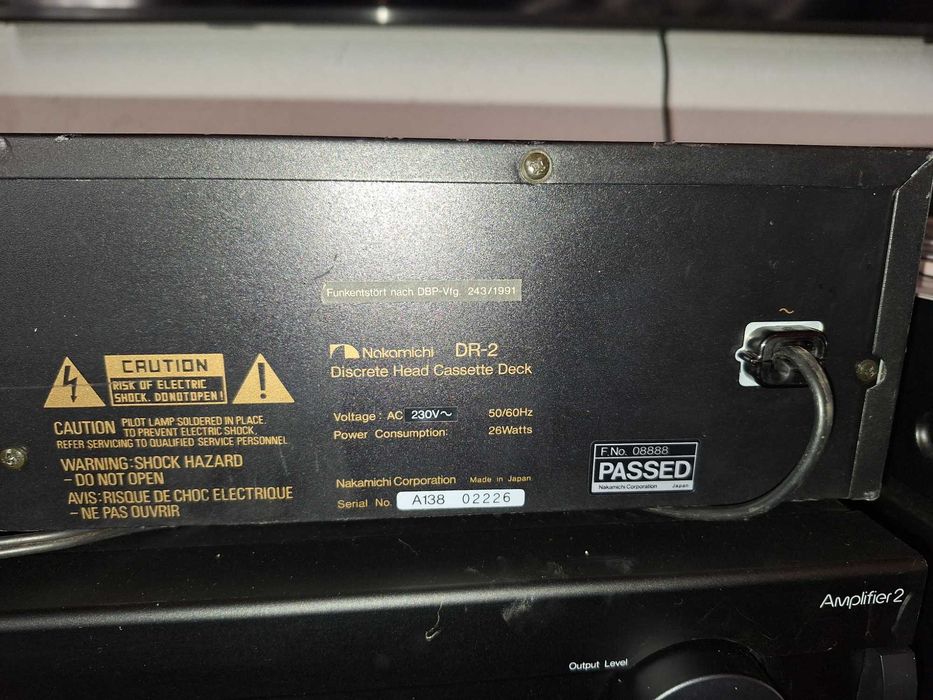 Funkentstört nach DBP-Vfg. 243/1991
CAUTION
RISK OF ELECTRIC
SHOCK. DO NOT OPEN!
CAUTION PILOT LAMP SOLDERED IN PLACE.
TO PREVENT ELECTRIC SHOCK,
REFER SERVICING TO QUALIFIED SERVICE PERSONNEL
WARNING: SHOCK HAZARD
- DO NOT OPEN
AVIS: RISQUE DE CHOC ELECTRIQUE
- NE PAS OUVRIR
Nakamichi DR-2
Discrete Head Cassette Deck
Voltage: AC 230V~ 50/60Hz
Power Consumption: 26Watts
Nakamichi Corporation Made in Japan
Serial No. A138 02226
~
F.No. 08888
PASSED
Nakamichi Corporation Japan
Amplifier 2
Output Level